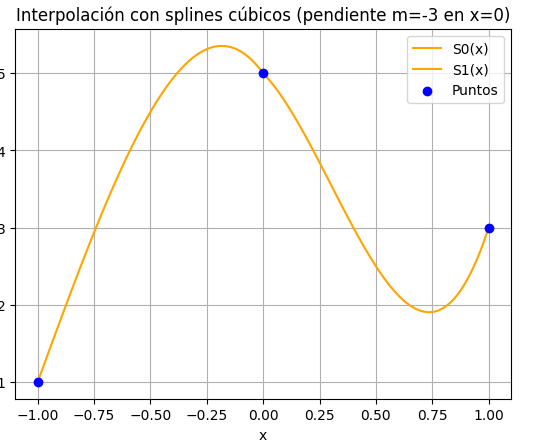 Interpolación con splines cúbicos (pendiente m=-3 en x=0)
S0(x)
S1(x)
Puntos
5
4
3
2
1
−1.00 −0.75 −0.50 −0.25 0.00 0.25 0.50 0.75 1.00
x